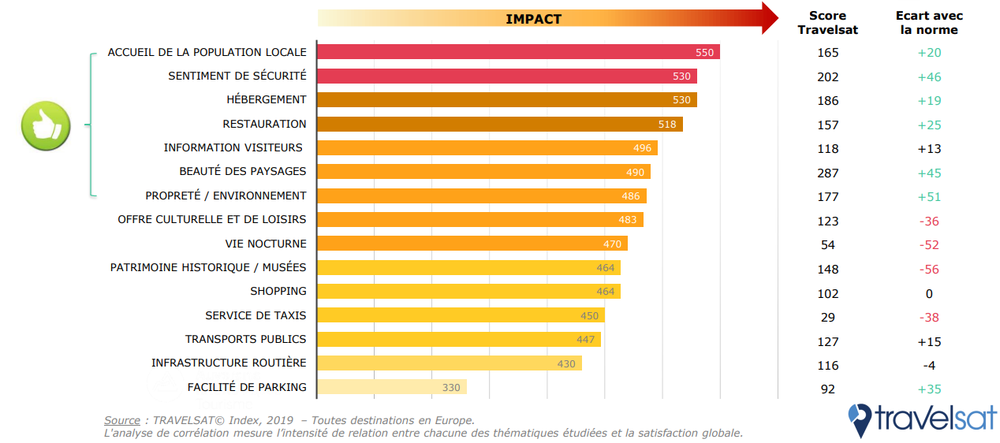 IMPACT
Score Travelsat
Ecart avec la norme
ACCUEIL DE LA POPULATION LOCALE 550 165 +20
SENTIMENT DE SÉCURITÉ 530 202 +46
HÉBERGEMENT 530 186 +19
RESTAURATION 518 157 +25
INFORMATION VISITEURS 496 118 +13
BEAUTÉ DES PAYSAGES 490 287 +45
PROPRETÉ / ENVIRONNEMENT 486 177 +51
OFFRE CULTURELLE ET DE LOISIRS 483 123 -36
VIE NOCTURNE 470 54 -52
PATRIMOINE HISTORIQUE / MUSÉES 464 148 -56
SHOPPING 464 102 0
SERVICE DE TAXIS 450 29 -38
TRANSPORTS PUBLICS 447 127 +15
INFRASTRUCTURE ROUTIÈRE 430 116 -4
FACILITÉ DE PARKING 330 92 +35
Source : TRAVELSAT© Index, 2019 – Toutes destinations en Europe.
L'analyse de corrélation mesure l’intensité de relation entre chacune des thématiques étudiées et la satisfaction globale.
travelsat